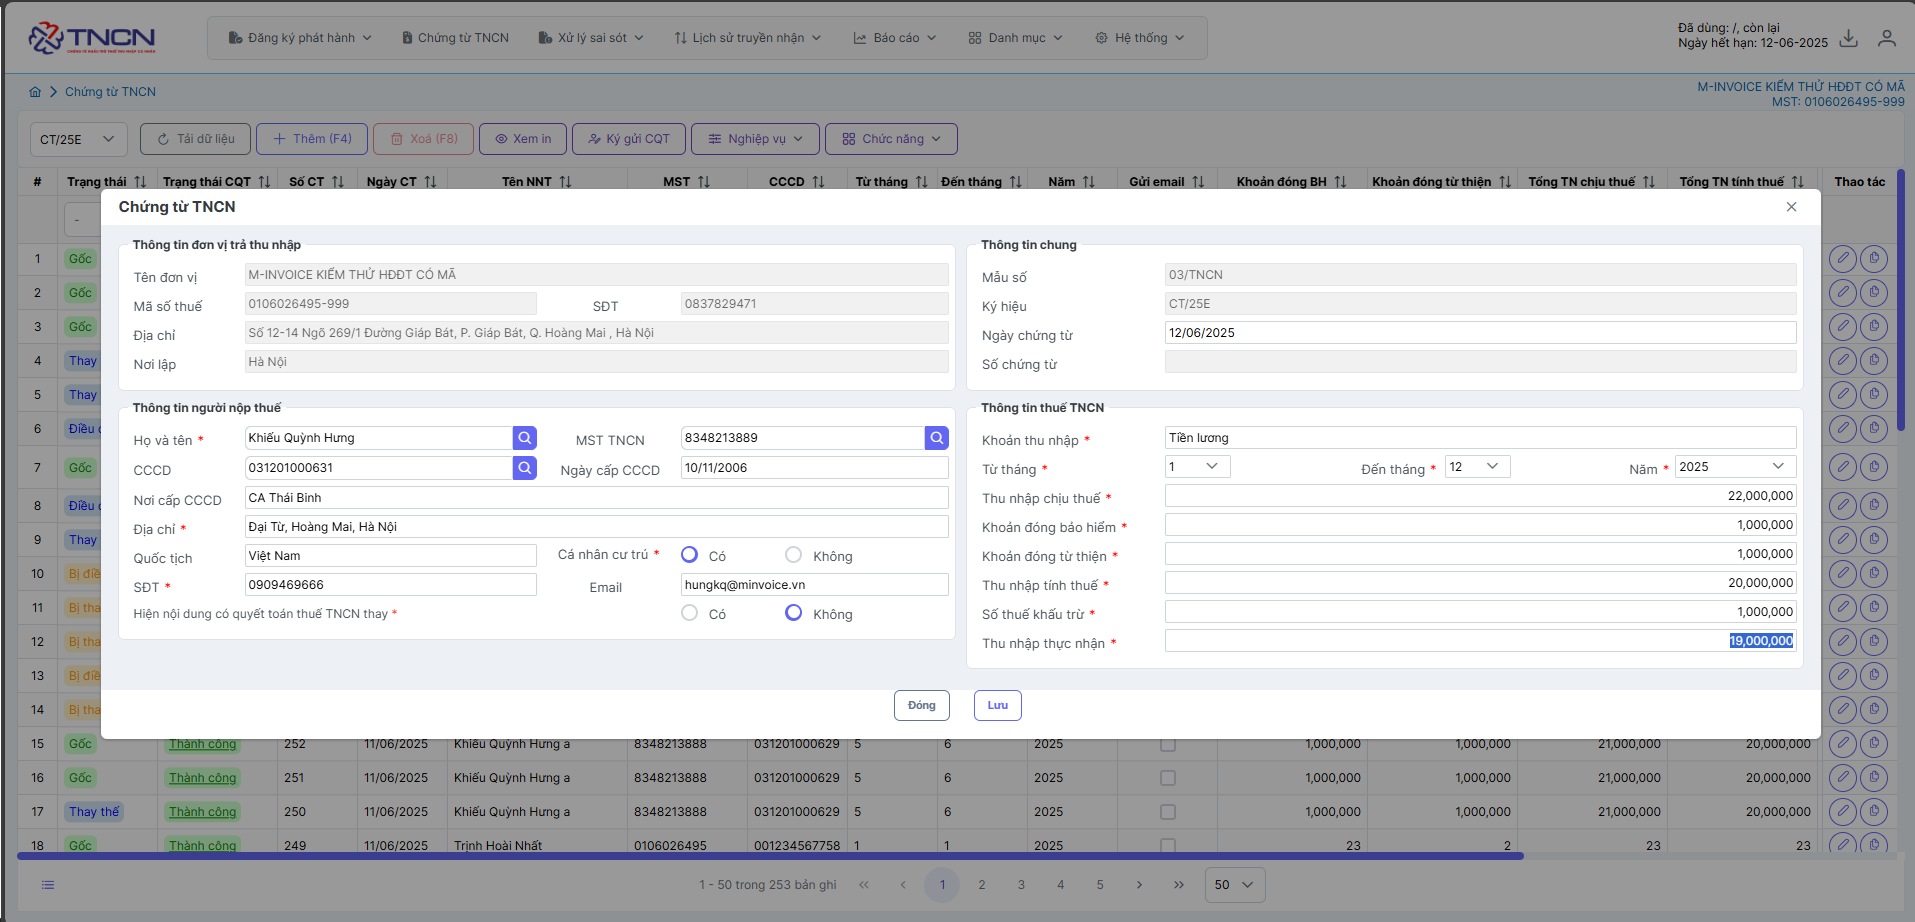 TNCN
CHỨNG TỪ KHẤU TRỪ THUẾ THU NHẬP CÁ NHÂN
Đăng ký phát hành
Chứng từ TNCN
Xử lý sai sót
Lịch sử truyền nhận
Báo cáo
Danh mục
Hệ thống
Đã dùng: /, còn lại
Ngày hết hạn: 12-06-2025
Chứng từ TNCN
M-INVOICE KIỂM THỬ HĐĐT CÓ MÃ
MST: 0106026495-999
CT/25E
Tải dữ liệu
Thêm (F4)
Xoá (F8)
Xem in
Ký gửi CQT
Nghiệp vụ
Chức năng
# Trạng thái Trạng thái CQT Số CT Ngày CT Tên NNT MST CCCD Từ tháng Đến tháng Năm Gửi email Khoản đóng BH Khoản đóng từ thiện Tổng TN chịu thuế Tổng TN tính thuế Thao tác
-
1 Gốc
2 Gốc
3 Gốc
4 Thay
5 Thay
6 Điều
7 Gốc
8 Điều
9 Thay
10 Bị điề
11 Bị tha
12 Bị tha
13 Bị điề
14 Bị tha
Chứng từ TNCN
Thông tin đơn vị trả thu nhập
Tên đơn vị M-INVOICE KIỂM THỬ HĐĐT CÓ MÃ
Mã số thuế 0106026495-999 SĐT 0837829471
Địa chỉ Số 12-14 Ngõ 269/1 Đường Giáp Bát, P. Giáp Bát, Q. Hoàng Mai , Hà Nội
Nơi lập Hà Nội
Thông tin chung
Mẫu số 03/TNCN
Ký hiệu CT/25E
Ngày chứng từ 12/06/2025
Số chứng từ
Thông tin người nộp thuế
Họ và tên * Khiếu Quỳnh Hưng MST TNCN 8348213889
CCCD 031201000631 Ngày cấp CCCD 10/11/2006
Nơi cấp CCCD CA Thái Bình
Địa chỉ * Đại Từ, Hoàng Mai, Hà Nội
Quốc tịch Việt Nam Cá nhân cư trú * Có Không
SĐT * 0909469666 Email hungkq@minvoice.vn
Hiện nội dung có quyết toán thuế TNCN thay * Có Không
Thông tin thuế TNCN
Khoản thu nhập * Tiền lương
Từ tháng * 1 Đến tháng * 12 Năm * 2025
Thu nhập chịu thuế * 22,000,000
Khoản đóng bảo hiểm * 1,000,000
Khoản đóng từ thiện * 1,000,000
Thu nhập tính thuế * 20,000,000
Số thuế khấu trừ * 1,000,000
Thu nhập thực nhận * 19,000,000
Đóng
Lưu
15 Gốc Thành công 252 11/06/2025 Khiếu Quỳnh Hưng a 8348213888 031201000629 5 6 2025 1,000,000 1,000,000 21,000,000 20,000,000
16 Gốc Thành công 251 11/06/2025 Khiếu Quỳnh Hưng a 8348213888 031201000629 5 6 2025 1,000,000 1,000,000 21,000,000 20,000,000
17 Thay thế Thành công 250 11/06/2025 Khiếu Quỳnh Hưng a 8348213888 031201000629 5 6 2025 1,000,000 1,000,000 21,000,000 20,000,000
18 Gốc Thành công 249 11/06/2025 Trịnh Hoài Nhất 0106026495 001234567758 1 1 2025 23 2 23 23
1 - 50 trong 253 bản ghi « ‹ 1 2 3 4 5 › » 50